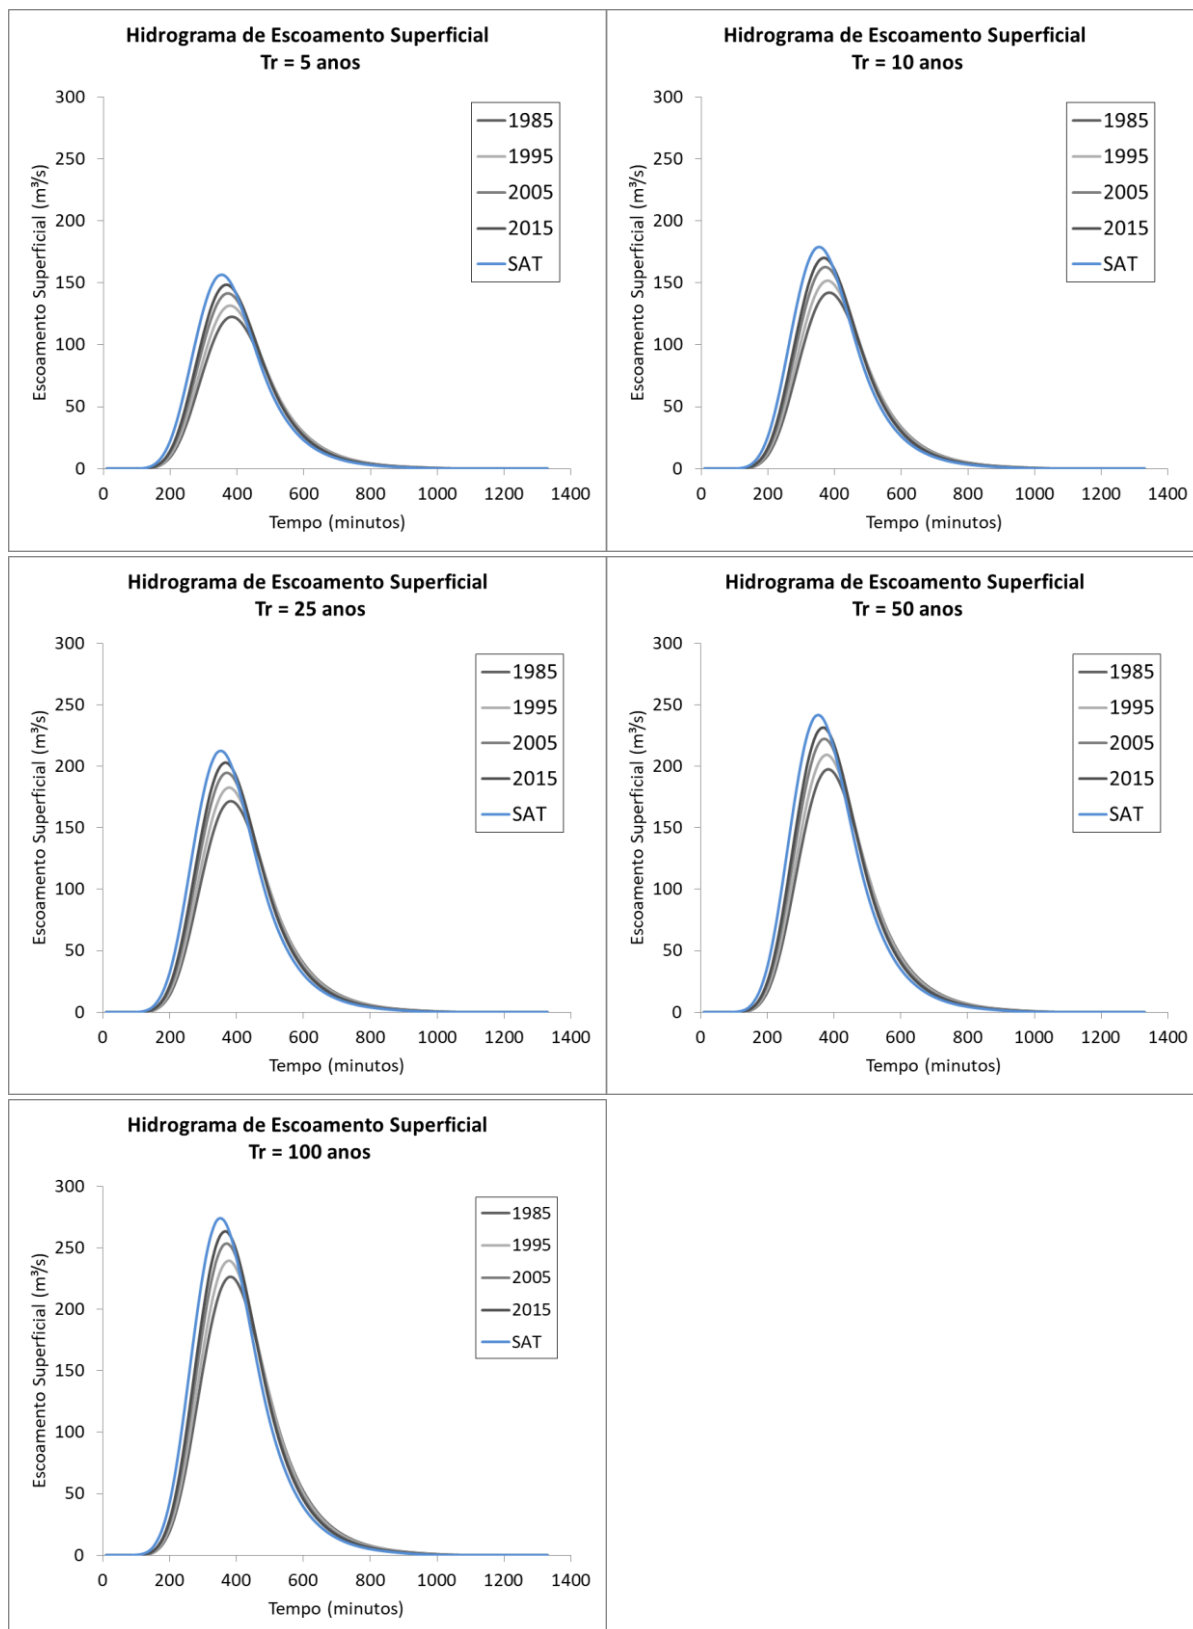 Hidrograma de Escoamento Superficial
Tr = 5 anos
300
250
200
150
100
50
0
Escoamento Superficial (m³/s)
1985
1995
2005
2015
SAT
0 200 400 600 800 1000 1200 1400
Tempo (minutos)
Hidrograma de Escoamento Superficial
Tr = 10 anos
300
250
200
150
100
50
0
Escoamento Superficial (m³/s)
1985
1995
2005
2015
SAT
0 200 400 600 800 1000 1200 1400
Tempo (minutos)
Hidrograma de Escoamento Superficial
Tr = 25 anos
300
250
200
150
100
50
0
Escoamento Superficial (m³/s)
1985
1995
2005
2015
SAT
0 200 400 600 800 1000 1200 1400
Tempo (minutos)
Hidrograma de Escoamento Superficial
Tr = 50 anos
300
250
200
150
100
50
0
Escoamento Superficial (m³/s)
1985
1995
2005
2015
SAT
0 200 400 600 800 1000 1200 1400
Tempo (minutos)
Hidrograma de Escoamento Superficial
Tr = 100 anos
300
250
200
150
100
50
0
Escoamento Superficial (m³/s)
1985
1995
2005
2015
SAT
0 200 400 600 800 1000 1200 1400
Tempo (minutos)